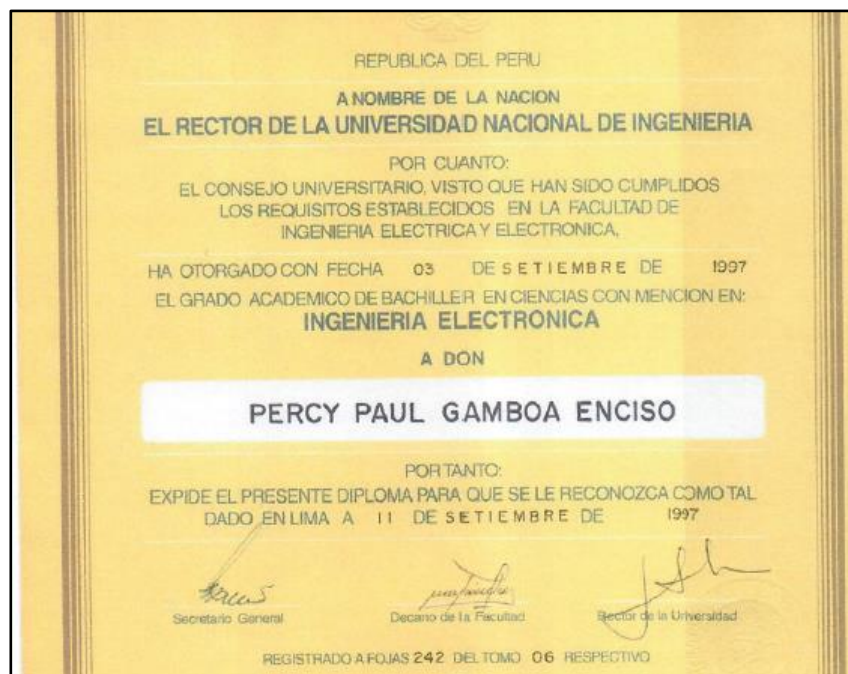 REPUBLICA DEL PERU
A NOMBRE DE LA NACION
EL RECTOR DE LA UNIVERSIDAD NACIONAL DE INGENIERIA
POR CUANTO:
EL CONSEJO UNIVERSITARIO, VISTO QUE HAN SIDO CUMPLIDOS
LOS REQUISITOS ESTABLECIDOS EN LA FACULTAD DE
INGENIERIA ELECTRICA Y ELECTRONICA,
HA OTORGADO CON FECHA 03 DE SETIEMBRE DE 1997
EL GRADO ACADEMICO DE BACHILLER EN CIENCIAS CON MENCION EN:
INGENIERIA ELECTRONICA
A DON
PERCY PAUL GAMBOA ENCISO
POR TANTO:
EXPIDE EL PRESENTE DIPLOMA PARA QUE SE LE RECONOZCA COMO TAL
DADO EN LIMA A 11 DE SETIEMBRE DE 1997
Secretario General Decano de la Facultad Rector de la Universidad
REGISTRADO A FOJAS 242 DEL TOMO 06 RESPECTIVO